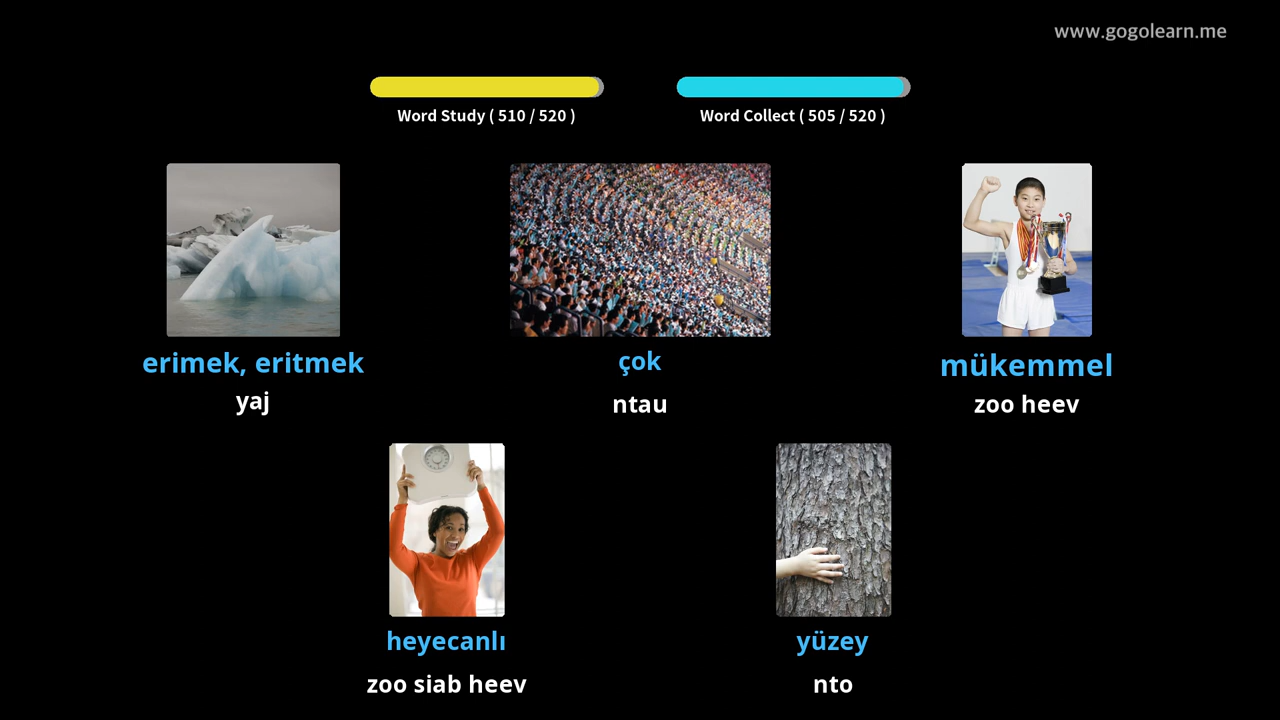 www.gogolearn.me
Word Study ( 510 / 520 )
Word Collect ( 505 / 520 )
erimek, eritmek
yaj
çok
ntau
mükemmel
zoo heev
heyecanlı
zoo siab heev
yüzey
nto